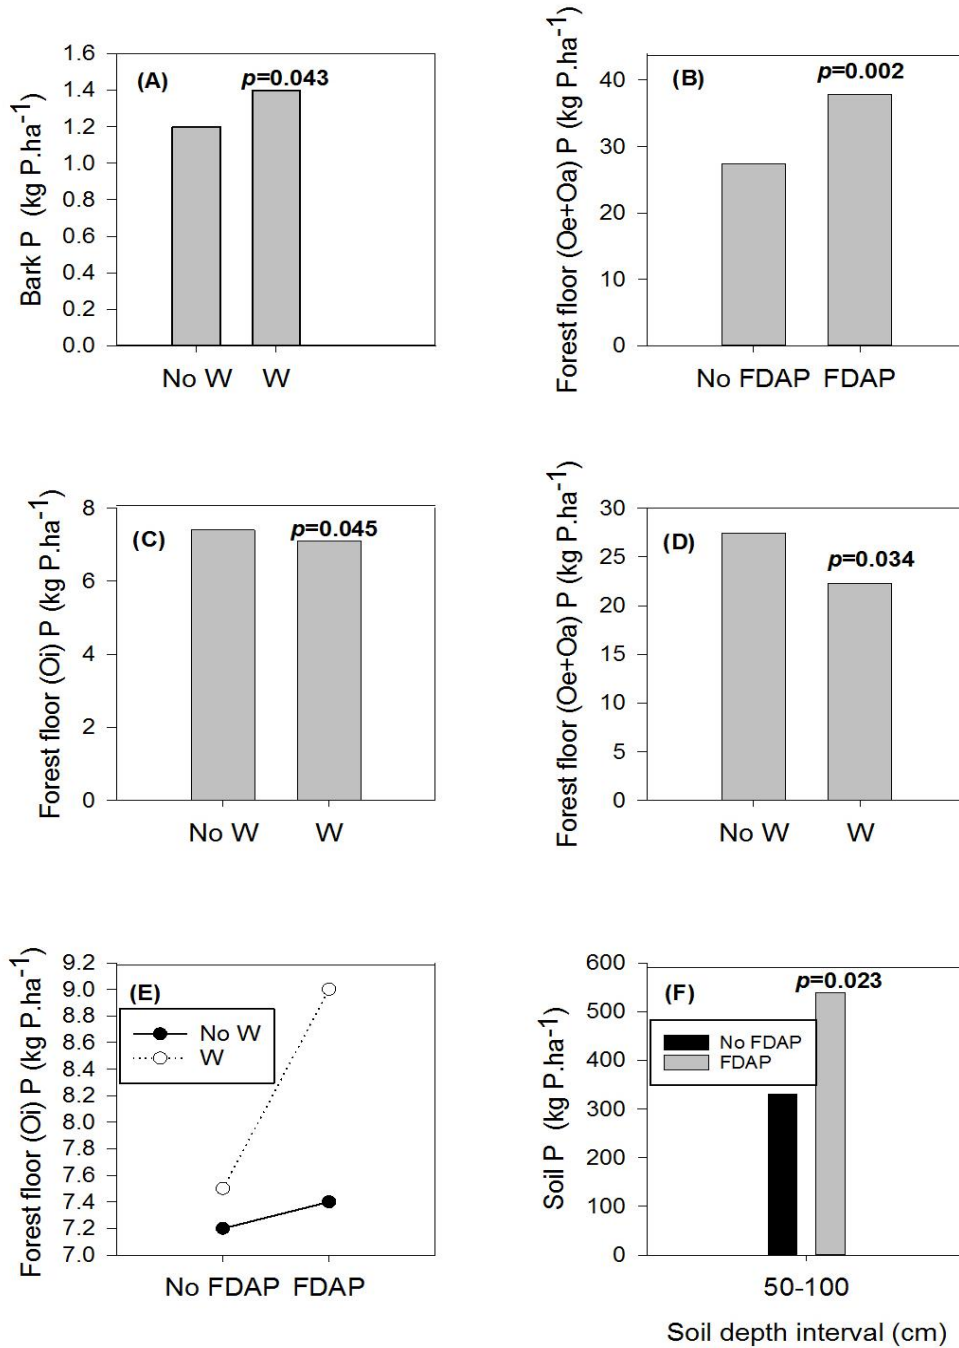 Bark P (kg P.ha-1)
1.6
1.4
1.2
1.0
0.8
0.6
0.4
0.2
0.0
(A)
p=0.043
No W W
Forest floor (Oe+Oa) P (kg P.ha-1)
40
30
20
10
0
(B)
p=0.002
No FDAP FDAP
Forest floor (Oi) P (kg P.ha-1)
8
6
4
2
0
(C)
p=0.045
No W W
Forest floor (Oe+Oa) P (kg P.ha-1)
30
25
20
15
10
5
0
(D)
p=0.034
No W W
Forest floor (Oi) P (kg P.ha-1)
9.2
9.0
8.8
8.6
8.4
8.2
8.0
7.8
7.6
7.4
7.2
7.0
(E)
No W
W
No FDAP FDAP
Soil P (kg P.ha-1)
600
500
400
300
200
100
0
(F)
p=0.023
No FDAP
FDAP
50-100
Soil depth interval (cm)